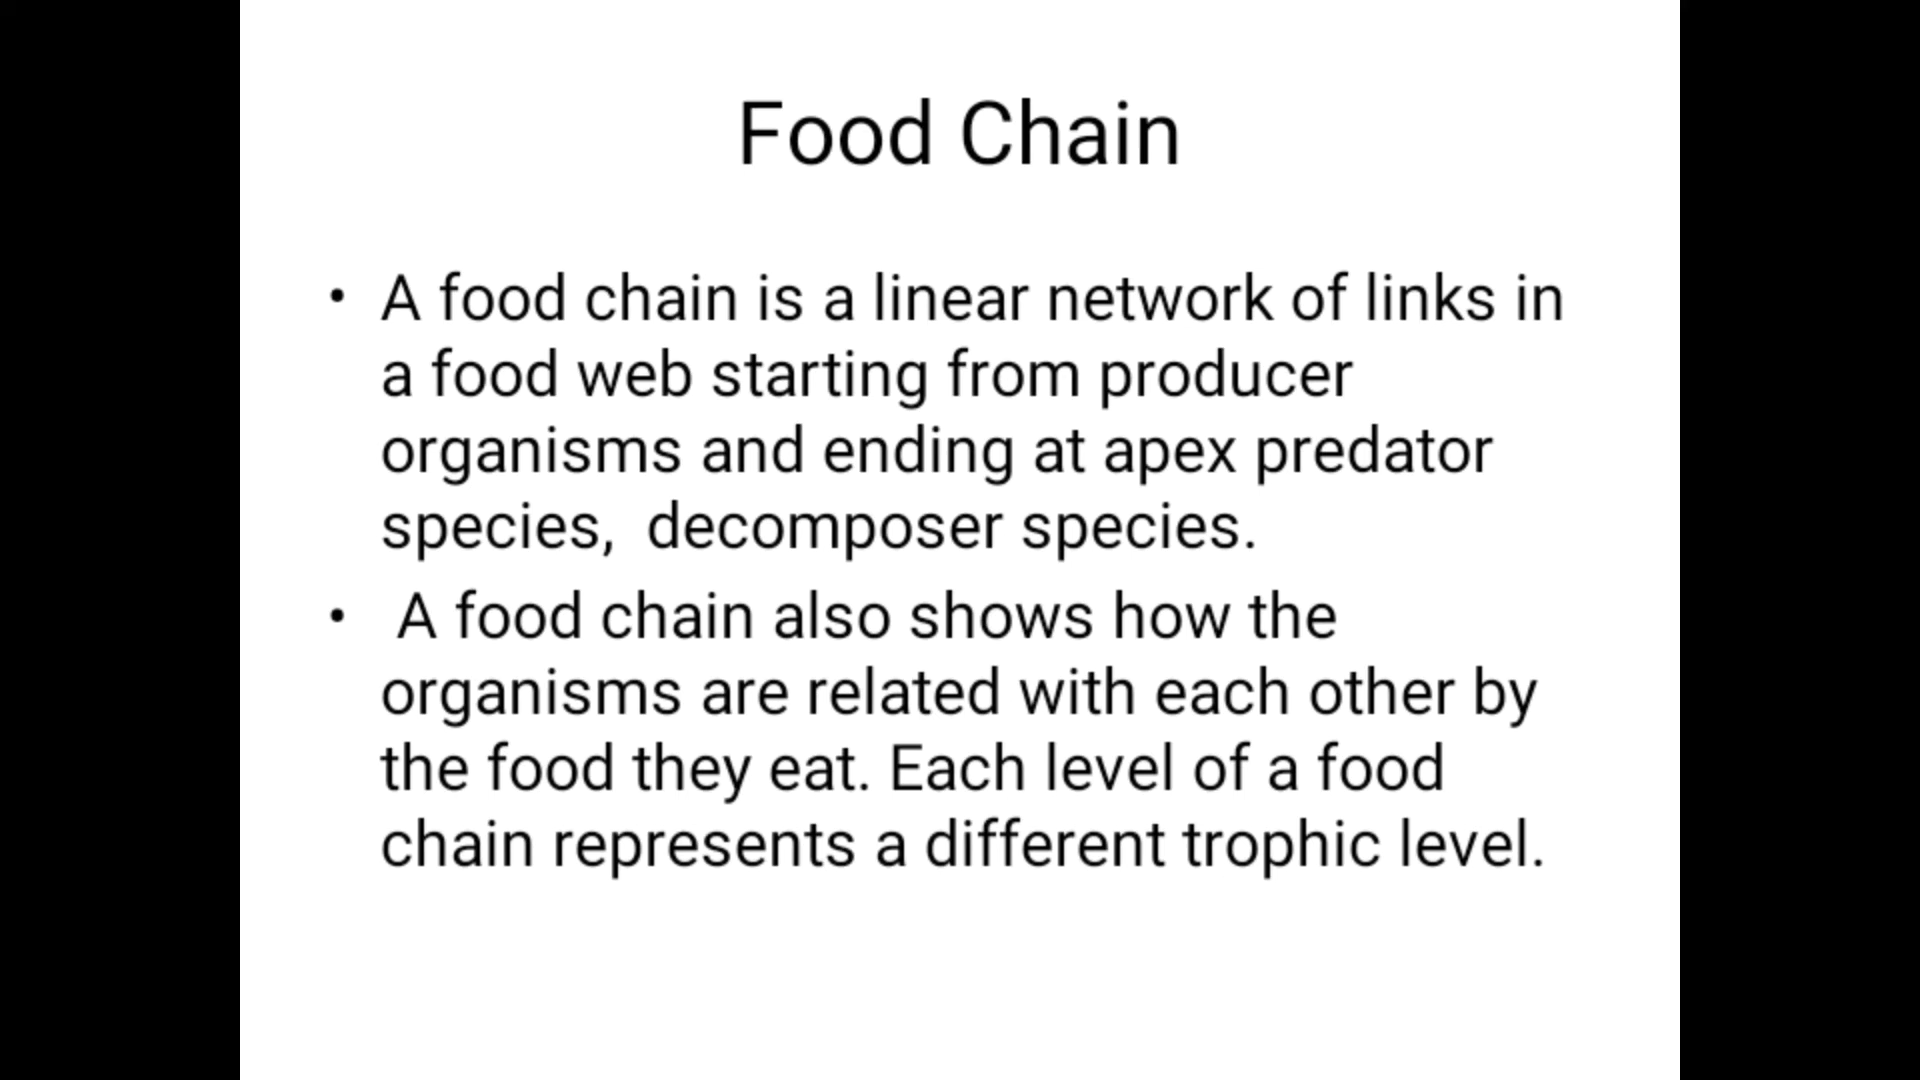 Food Chain
• A food chain is a linear network of links in
a food web starting from producer
organisms and ending at apex predator
species,  decomposer species.
•  A food chain also shows how the
organisms are related with each other by
the food they eat. Each level of a food
chain represents a different trophic level.